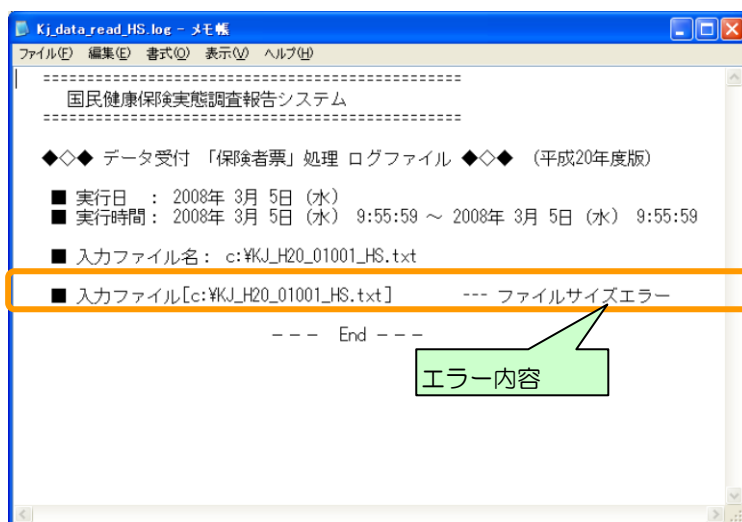 Kj_data_read_HS.log - メモ帳
ファイル(F) 編集(E) 書式(O) 表示(V) ヘルプ(H)
================================================
国民健康保険実態調査報告システム
================================================
◆◇◆ データ受付 「保険者票」処理 ログファイル ◆◇◆ (平成20年度版)
■ 実行日 : 2008年 3月 5日 (水)
■ 実行時間: 2008年 3月 5日 (水) 9:55:59 ～ 2008年 3月 5日 (水) 9:55:59
■ 入力ファイル名: c:¥KJ_H20_01001_HS.txt
■ 入力ファイル[c:¥KJ_H20_01001_HS.txt] --- ファイルサイズエラー
－－－ End －－－
エラー内容